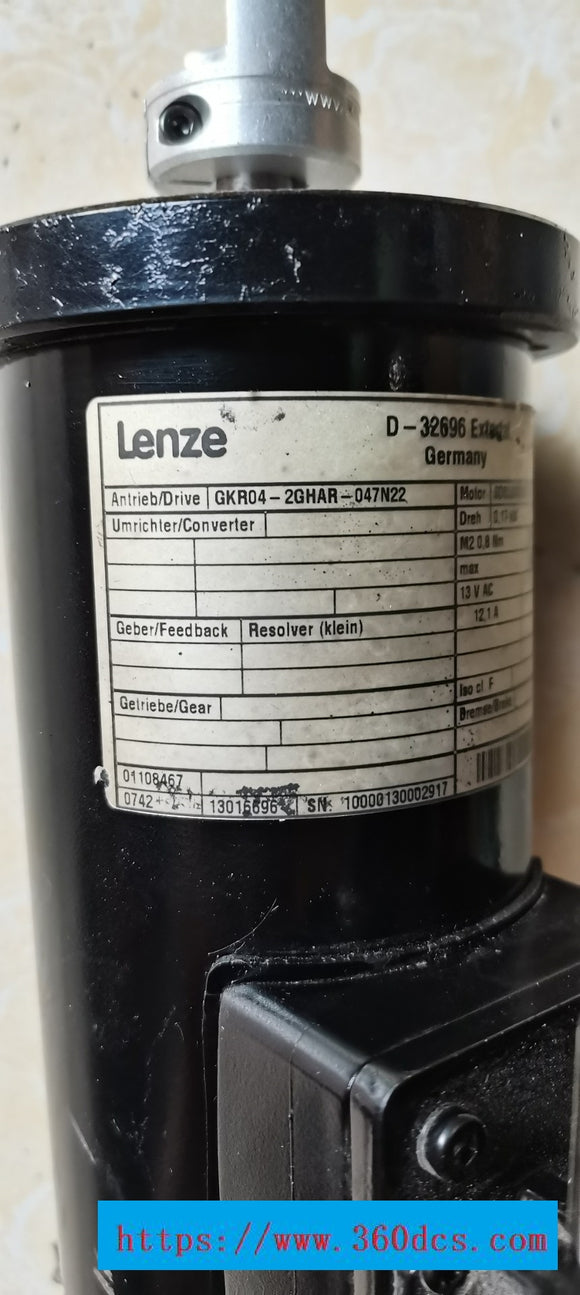 www.
Lenze
D-32696
Germany
Antrieb/Drive GKR04-2GHAR-047N22 Motor
Umrichter/Converter Dreh
M2 0,8 Nm
max
13 V AC
12,1 A
Geber/Feedback Resolver (klein)
Iso cl F
Getriebe/Gear
01108467
0742 SN: 10000130002917
https://www.360dcs.com